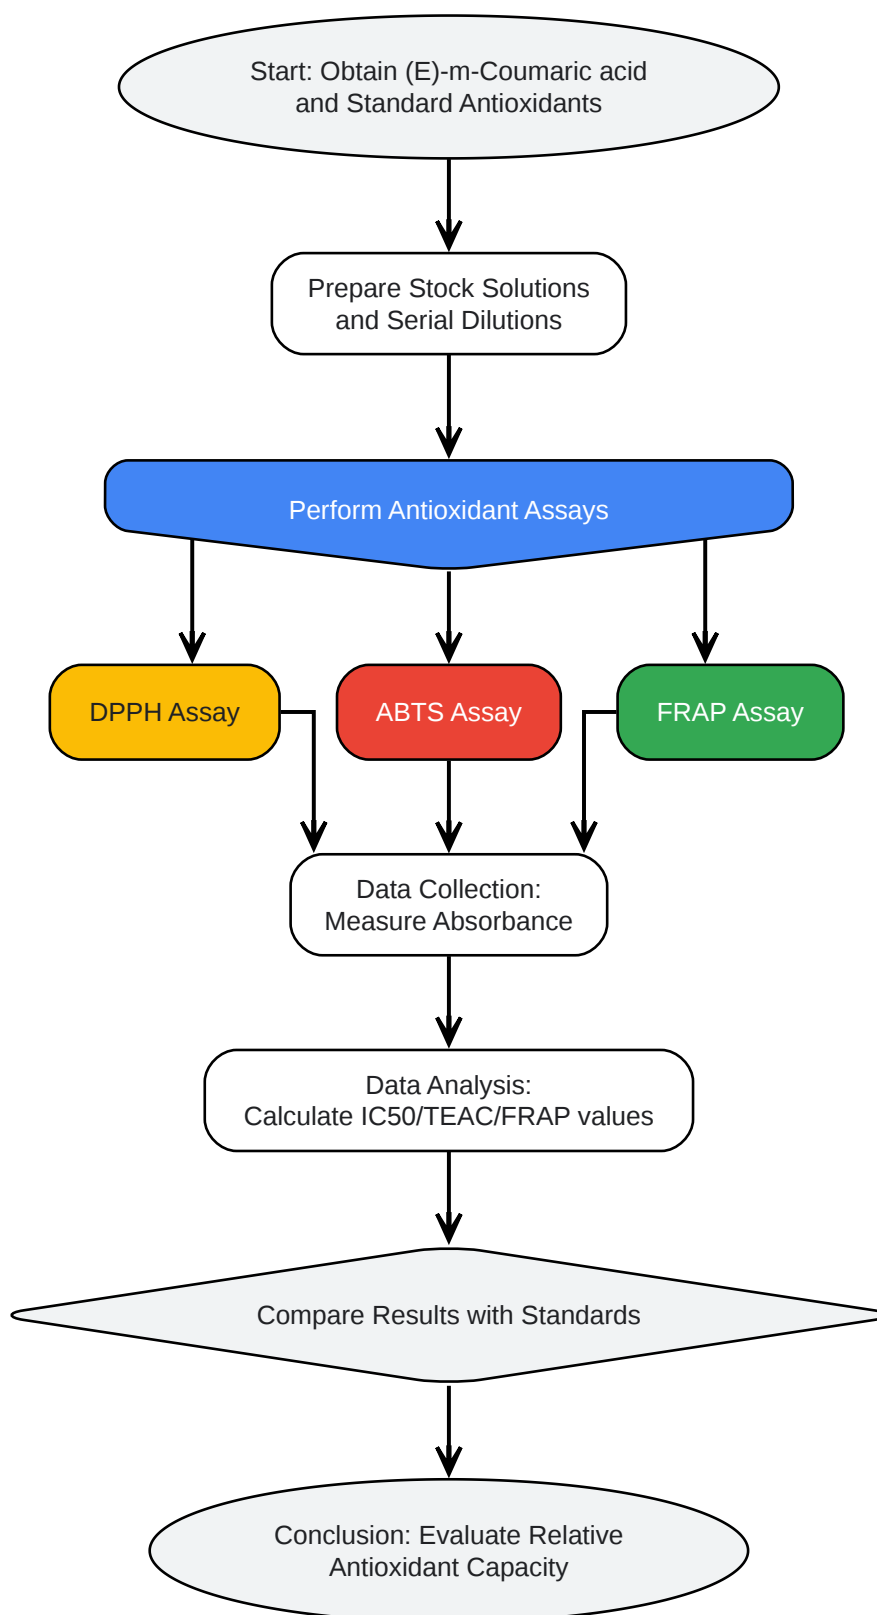 Start: Obtain (E)-m-Coumaric acid
and Standard Antioxidants
Prepare Stock Solutions
and Serial Dilutions
Perform Antioxidant Assays
DPPH Assay
ABTS Assay
FRAP Assay
Data Collection:
Measure Absorbance
Data Analysis:
Calculate IC50/TEAC/FRAP values
Compare Results with Standards
Conclusion: Evaluate Relative
Antioxidant Capacity